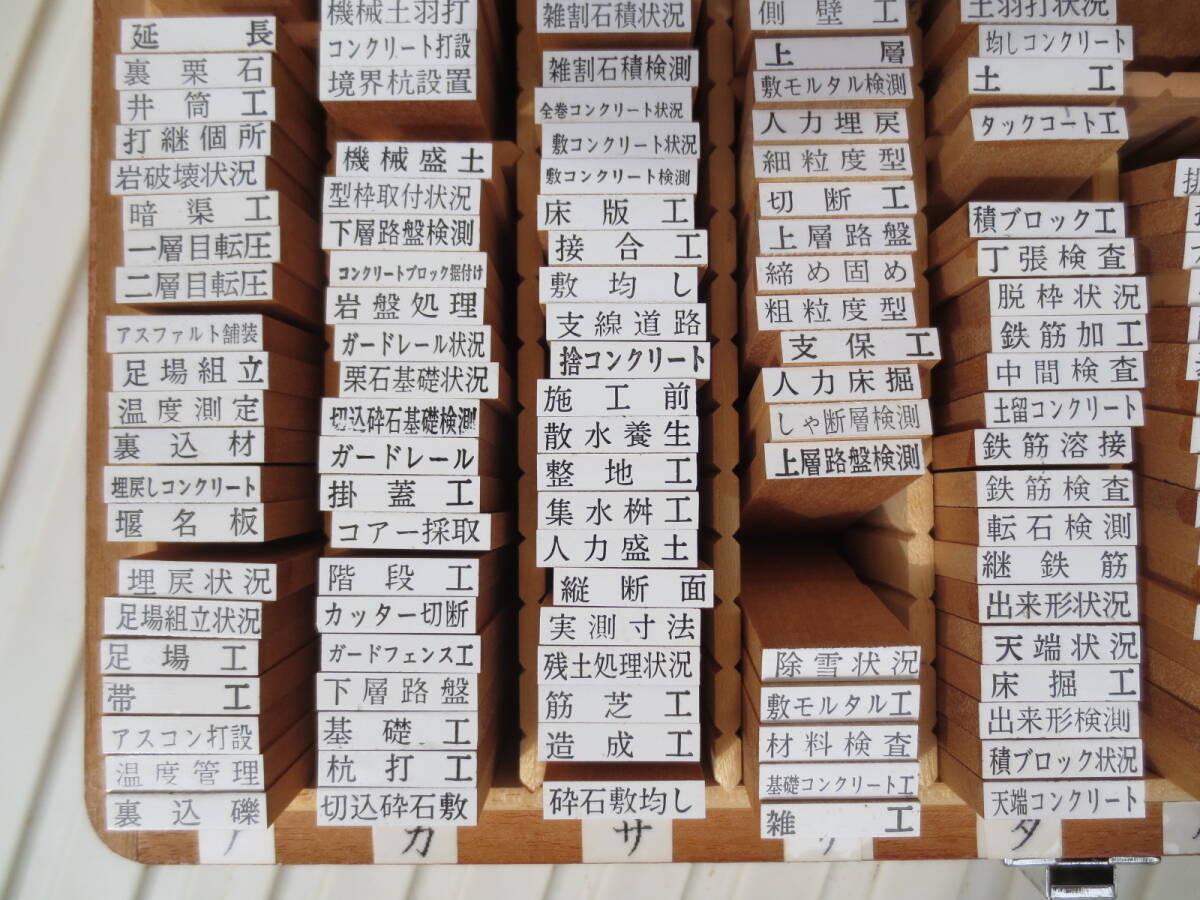 延長
裏栗石
井筒工
打継個所
岩破壊状況
暗渠工
一層目転圧
二層目転圧
アスファルト舗装
足場組立
温度測定
裏込材
埋戻しコンクリート
堰名板
埋戻状況
足場組立状況
足場工
帯工
アスコン打設
温度管理
裏込礫
機械土羽打
コンクリート打設
境界杭設置
機械盛土
型枠取付状況
下層路盤検測
コンクリートブロック据付け
岩盤処理
ガードレール状況
栗石基礎状況
切込砕石基礎検測
ガードレール
掛蓋工
コアー採取
階段工
カッター切断
ガードフェンス工
下層路盤
基礎工
杭打工
切込砕石敷
カ
雑割石積状況
雑割石積検測
全巻コンクリート状況
敷コンクリート状況
敷コンクリート検測
床版工
接合工
敷均し
支線道路
捨コンクリート
施工前
散水養生
整地工
集水桝工
人力盛土
縦断面
実測寸法
残土処理状況
筋芝工
造成工
砕石敷均し
サ
側壁工
上層
敷モルタル検測
人力埋戻
細粒度型
切断工
上層路盤
締め固め
粗粒度型
支保工
人力床掘
しゃ断層検測
上層路盤検測
除雪状況
敷モルタル工
材料検査
基礎コンクリート工
雑工
土羽打状況
均しコンクリート
土工
タックコート工
積ブロック工
丁張検査
脱枠状況
鉄筋加工
中間検査
土留コンクリート
鉄筋溶接
鉄筋検査
転石検測
継鉄筋
出来形状況
天端状況
床掘工
出来形検測
積ブロック状況
天端コンクリート
タ